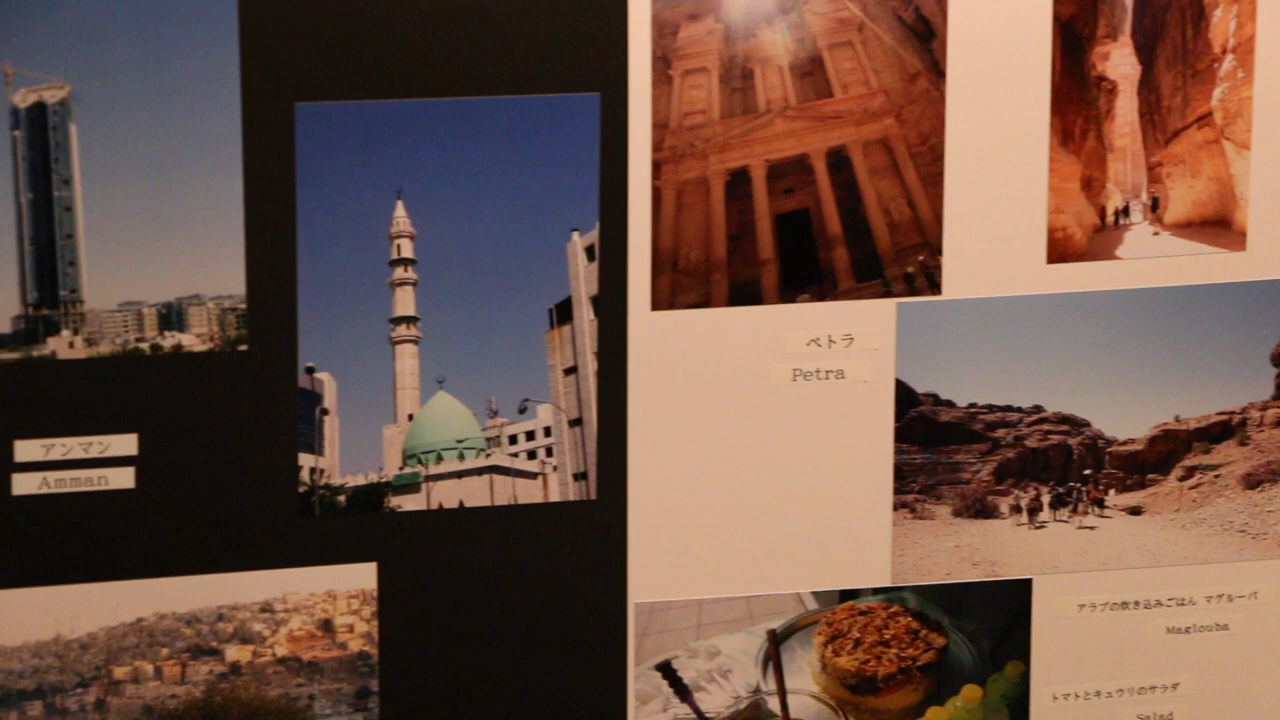 アンマン
Amman
ペトラ
Petra
アラブの炊き込みごはん マグルーバ
Maglouba
トマトとキュウリのサラダ
Salad